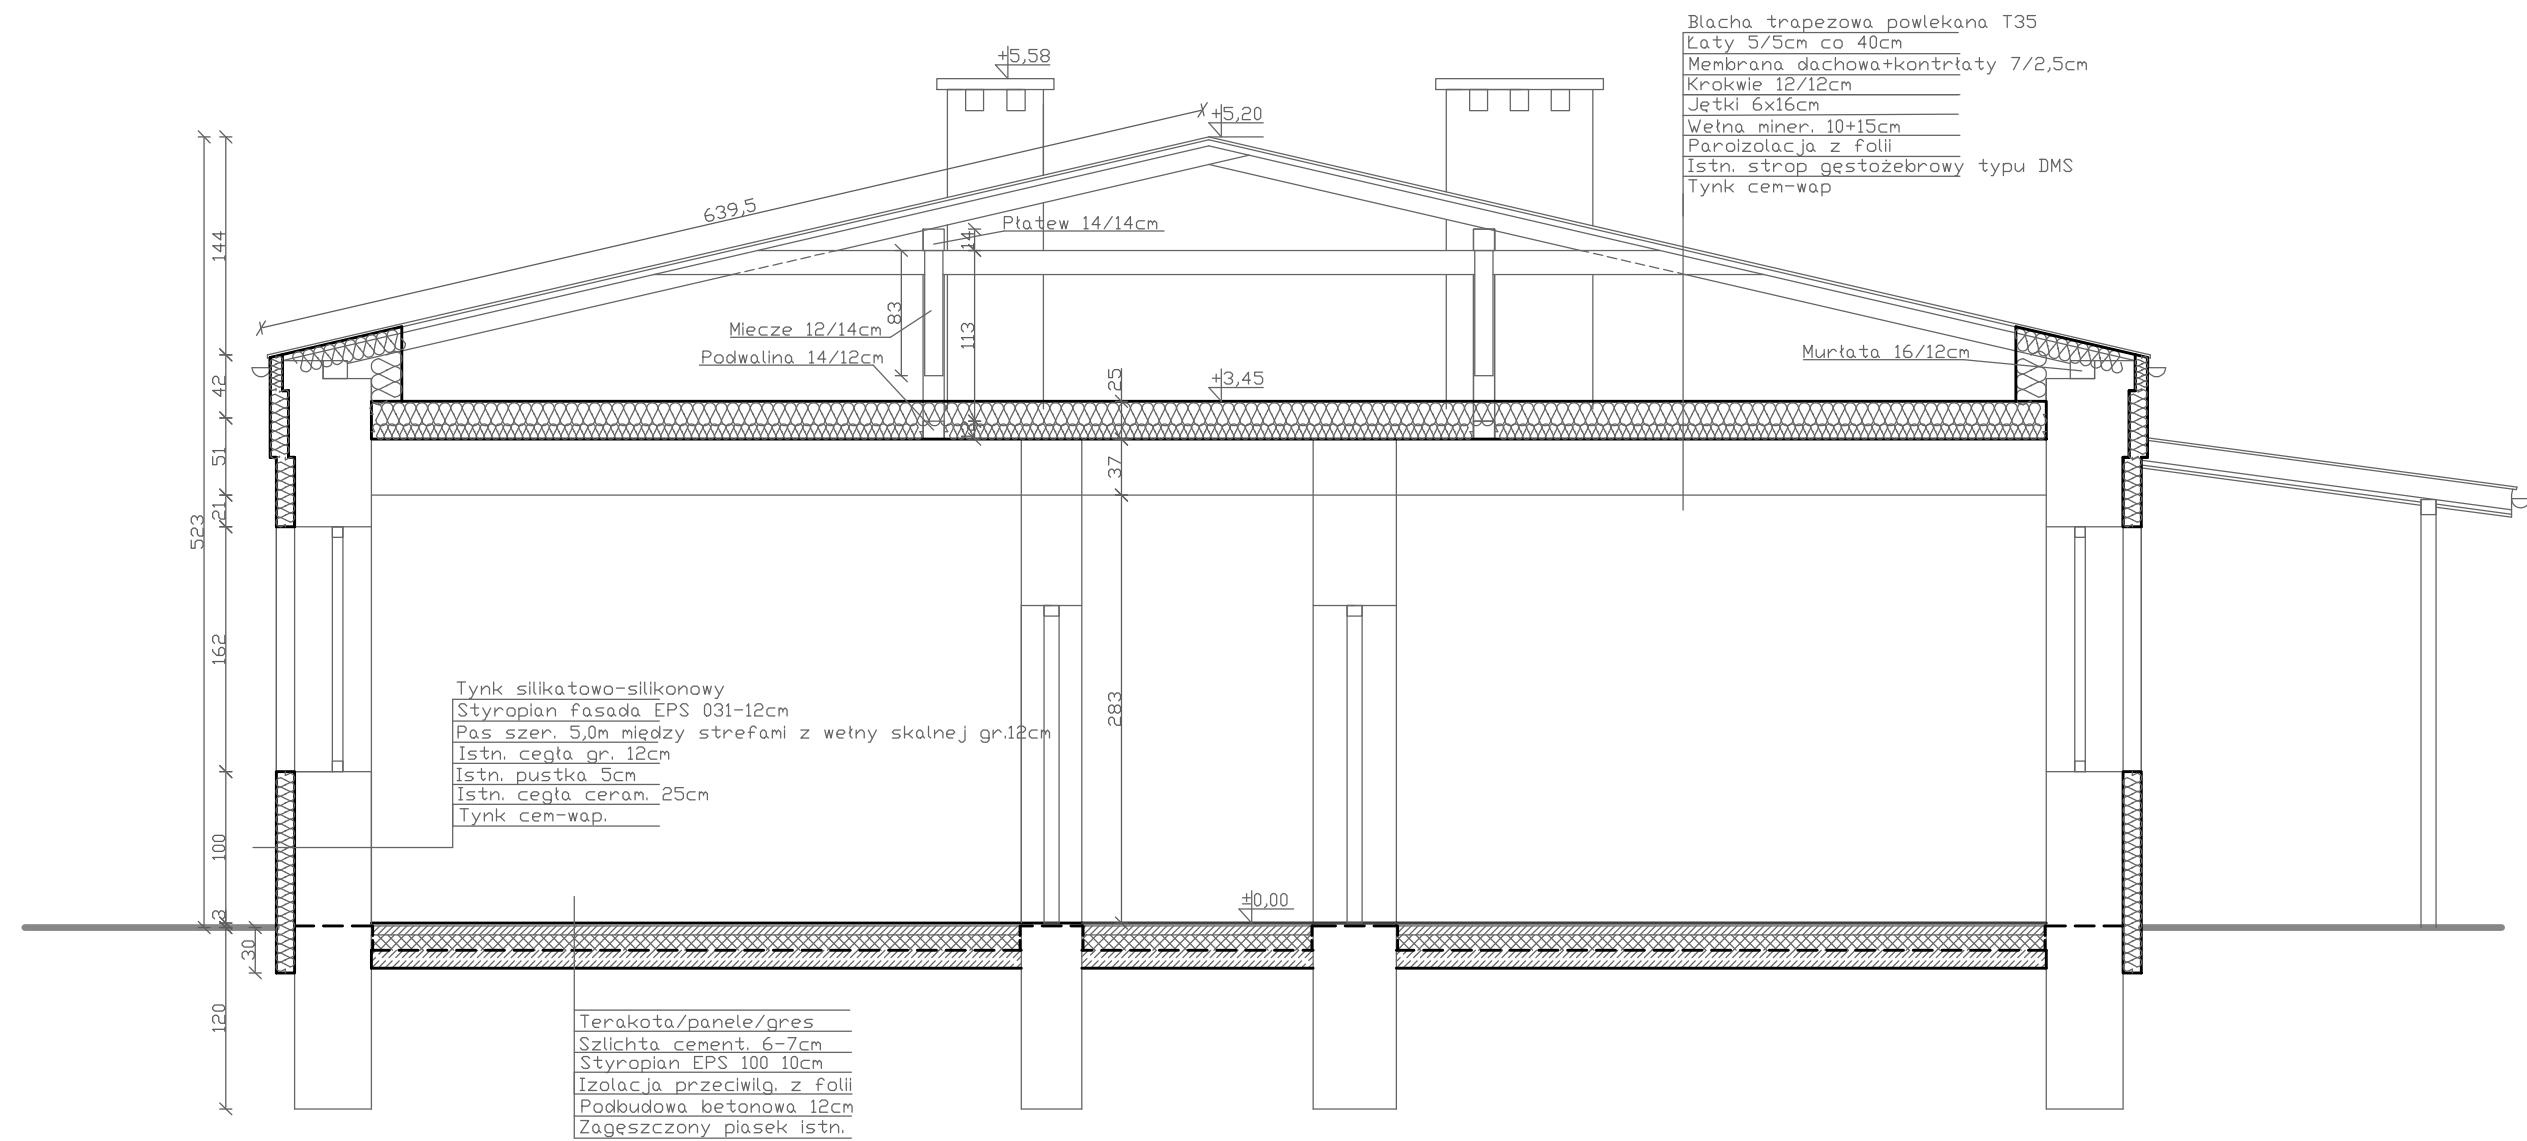 Blacha trapezowa powlekana T35
Łaty 5/5cm co 40cm
Membrana dachowa+kontrłaty 7/2,5cm
Krokwie 12/12cm
Jętki 6x16cm
Wełna miner. 10+15cm
Paroizolacja z folii
Istn. strop gęstożebrowy typu DMS
Tynk cem-wap
+5,58
+5,20
639,5
144
Płatew 14/14cm
14
83
113
Miecze 12/14cm
Podwalina 14/12cm
Murłata 16/12cm
+3,45
25
42
12
51
37
21
523
162
283
Tynk silikatowo-silikonowy
Styropian fasada EPS 031-12cm
Pas szer. 5,0m między strefami z wełny skalnej gr.12cm
Istn. cegła gr. 12cm
Istn. pustka 5cm
Istn. cegła ceram. 25cm
Tynk cem-wap.
100
±0,00
3
30
120
Terakota/panele/gres
Szlichta cement. 6-7cm
Styropian EPS 100 10cm
Izolacja przeciwilg. z folii
Podbudowa betonowa 12cm
Zagęszczony piasek istn.